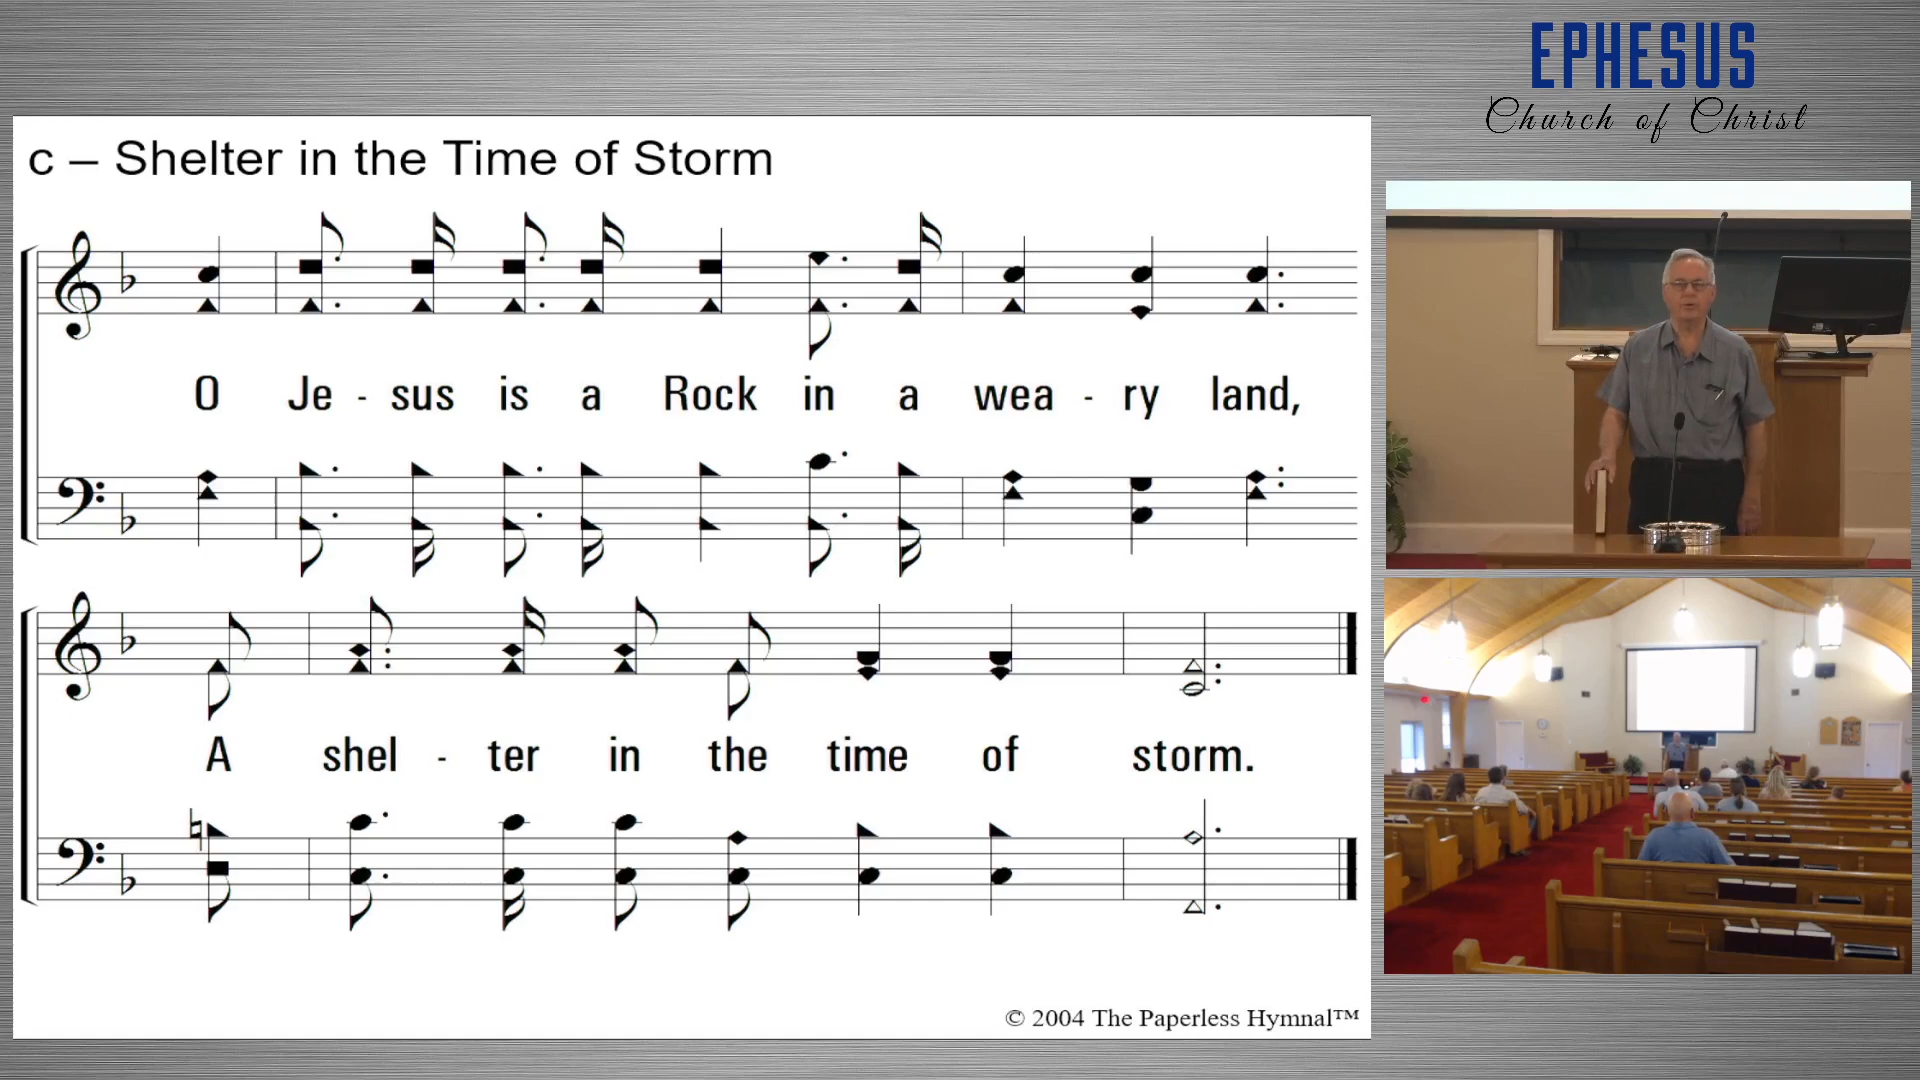 EPHESUS
Church of Christ
c – Shelter in the Time of Storm
O Je - sus is a Rock in a wea - ry land,
A shel - ter in the time of storm.
© 2004 The Paperless Hymnal™